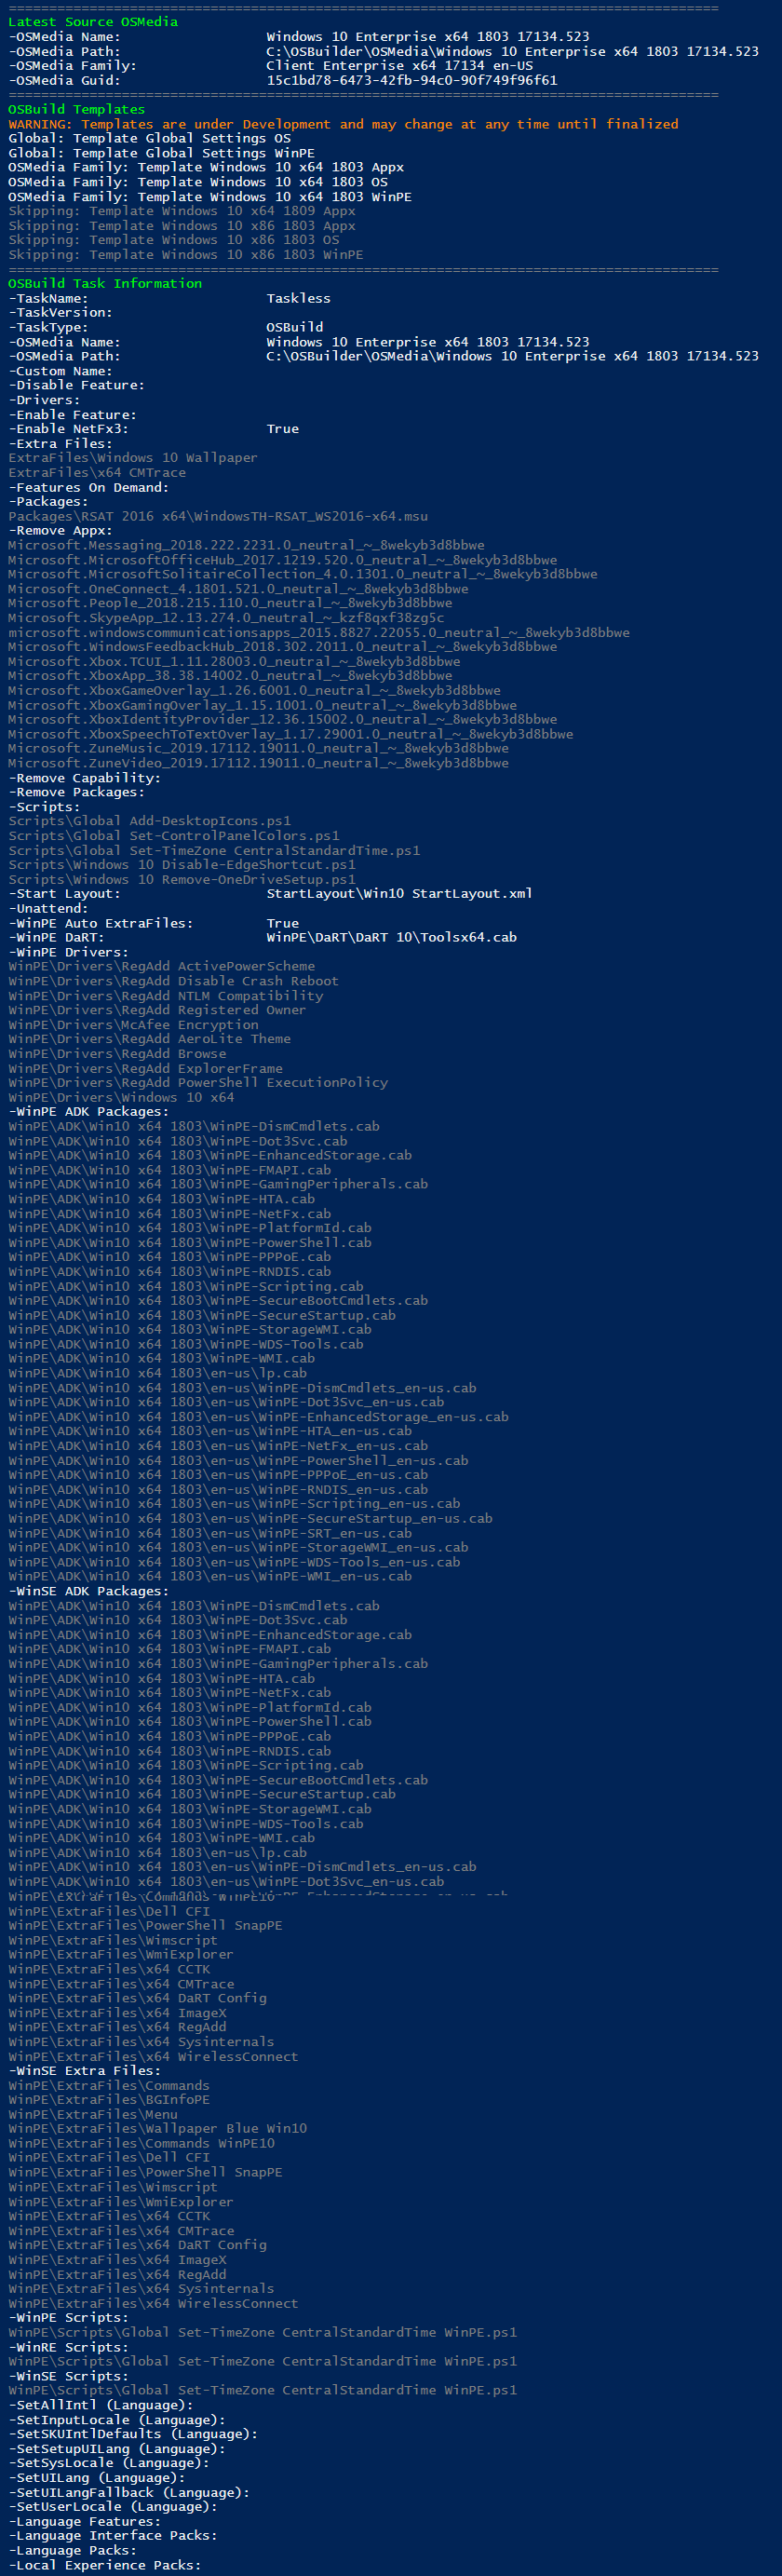 ========================================================================================
Latest Source OSMedia
-OSMedia Name: Windows 10 Enterprise x64 1803 17134.523
-OSMedia Path: C:\OSBuilder\OSMedia\Windows 10 Enterprise x64 1803 17134.523
-OSMedia Family: Client Enterprise x64 17134 en-US
-OSMedia Guid: 15c1bd78-6473-42fb-94c0-90f749f96f61
========================================================================================
OSBuild Templates
WARNING: Templates are under Development and may change at any time until finalized
Global: Template Global Settings OS
Global: Template Global Settings WinPE
OSMedia Family: Template Windows 10 x64 1803 Appx
OSMedia Family: Template Windows 10 x64 1803 OS
OSMedia Family: Template Windows 10 x64 1803 WinPE
Skipping: Template Windows 10 x64 1809 Appx
Skipping: Template Windows 10 x86 1803 Appx
Skipping: Template Windows 10 x86 1803 OS
Skipping: Template Windows 10 x86 1803 WinPE
========================================================================================
OSBuild Task Information
-TaskName: Taskless
-TaskVersion:
-TaskType: OSBuild
-OSMedia Name: Windows 10 Enterprise x64 1803 17134.523
-OSMedia Path: C:\OSBuilder\OSMedia\Windows 10 Enterprise x64 1803 17134.523
-Custom Name:
-Disable Feature:
-Drivers:
-Enable Feature:
-Enable NetFx3: True
-Extra Files:
ExtraFiles\Windows 10 Wallpaper
ExtraFiles\x64 CMTrace
-Features On Demand:
-Packages:
Packages\RSAT 2016 x64\WindowsTH-RSAT_WS2016-x64.msu
-Remove Appx:
Microsoft.Messaging_2018.222.2231.0_neutral_~_8wekyb3d8bbwe
Microsoft.MicrosoftOfficeHub_2017.1219.520.0_neutral_~_8wekyb3d8bbwe
Microsoft.MicrosoftSolitaireCollection_4.0.1301.0_neutral_~_8wekyb3d8bbwe
Microsoft.OneConnect_4.1801.521.0_neutral_~_8wekyb3d8bbwe
Microsoft.People_2018.215.110.0_neutral_~_8wekyb3d8bbwe
Microsoft.SkypeApp_12.13.274.0_neutral_~_kzf8qxf38zg5c
microsoft.windowscommunicationsapps_2015.8827.22055.0_neutral_~_8wekyb3d8bbwe
Microsoft.WindowsFeedbackHub_2018.302.2011.0_neutral_~_8wekyb3d8bbwe
Microsoft.Xbox.TCUI_1.11.28003.0_neutral_~_8wekyb3d8bbwe
Microsoft.XboxApp_38.38.14002.0_neutral_~_8wekyb3d8bbwe
Microsoft.XboxGameOverlay_1.26.6001.0_neutral_~_8wekyb3d8bbwe
Microsoft.XboxGamingOverlay_1.15.1001.0_neutral_~_8wekyb3d8bbwe
Microsoft.XboxIdentityProvider_12.36.15002.0_neutral_~_8wekyb3d8bbwe
Microsoft.XboxSpeechToTextOverlay_1.17.29001.0_neutral_~_8wekyb3d8bbwe
Microsoft.ZuneMusic_2019.17112.19011.0_neutral_~_8wekyb3d8bbwe
Microsoft.ZuneVideo_2019.17112.19011.0_neutral_~_8wekyb3d8bbwe
-Remove Capability:
-Remove Packages:
-Scripts:
Scripts\Global Add-DesktopIcons.ps1
Scripts\Global Set-ControlPanelColors.ps1
Scripts\Global Set-TimeZone CentralStandardTime.ps1
Scripts\Windows 10 Disable-EdgeShortcut.ps1
Scripts\Windows 10 Remove-OneDriveSetup.ps1
-Start Layout: StartLayout\Win10 StartLayout.xml
-Unattend:
-WinPE Auto ExtraFiles: True
-WinPE DaRT: WinPE\DaRT\DaRT 10\Toolsx64.cab
-WinPE Drivers:
WinPE\Drivers\RegAdd ActivePowerScheme
WinPE\Drivers\RegAdd Disable Crash Reboot
WinPE\Drivers\RegAdd NTLM Compatibility
WinPE\Drivers\RegAdd Registered Owner
WinPE\Drivers\McAfee Encryption
WinPE\Drivers\RegAdd AeroLite Theme
WinPE\Drivers\RegAdd Browse
WinPE\Drivers\RegAdd ExplorerFrame
WinPE\Drivers\RegAdd PowerShell ExecutionPolicy
WinPE\Drivers\Windows 10 x64
-WinPE ADK Packages:
WinPE\ADK\Win10 x64 1803\WinPE-DismCmdlets.cab
WinPE\ADK\Win10 x64 1803\WinPE-Dot3Svc.cab
WinPE\ADK\Win10 x64 1803\WinPE-EnhancedStorage.cab
WinPE\ADK\Win10 x64 1803\WinPE-FMAPI.cab
WinPE\ADK\Win10 x64 1803\WinPE-GamingPeripherals.cab
WinPE\ADK\Win10 x64 1803\WinPE-HTA.cab
WinPE\ADK\Win10 x64 1803\WinPE-NetFx.cab
WinPE\ADK\Win10 x64 1803\WinPE-PlatformId.cab
WinPE\ADK\Win10 x64 1803\WinPE-PowerShell.cab
WinPE\ADK\Win10 x64 1803\WinPE-PPPoE.cab
WinPE\ADK\Win10 x64 1803\WinPE-RNDIS.cab
WinPE\ADK\Win10 x64 1803\WinPE-Scripting.cab
WinPE\ADK\Win10 x64 1803\WinPE-SecureBootCmdlets.cab
WinPE\ADK\Win10 x64 1803\WinPE-SecureStartup.cab
WinPE\ADK\Win10 x64 1803\WinPE-StorageWMI.cab
WinPE\ADK\Win10 x64 1803\WinPE-WDS-Tools.cab
WinPE\ADK\Win10 x64 1803\WinPE-WMI.cab
WinPE\ADK\Win10 x64 1803\en-us\lp.cab
WinPE\ADK\Win10 x64 1803\en-us\WinPE-DismCmdlets_en-us.cab
WinPE\ADK\Win10 x64 1803\en-us\WinPE-Dot3Svc_en-us.cab
WinPE\ADK\Win10 x64 1803\en-us\WinPE-EnhancedStorage_en-us.cab
WinPE\ADK\Win10 x64 1803\en-us\WinPE-HTA_en-us.cab
WinPE\ADK\Win10 x64 1803\en-us\WinPE-NetFx_en-us.cab
WinPE\ADK\Win10 x64 1803\en-us\WinPE-PowerShell_en-us.cab
WinPE\ADK\Win10 x64 1803\en-us\WinPE-PPPoE_en-us.cab
WinPE\ADK\Win10 x64 1803\en-us\WinPE-RNDIS_en-us.cab
WinPE\ADK\Win10 x64 1803\en-us\WinPE-Scripting_en-us.cab
WinPE\ADK\Win10 x64 1803\en-us\WinPE-SecureStartup_en-us.cab
WinPE\ADK\Win10 x64 1803\en-us\WinPE-SRT_en-us.cab
WinPE\ADK\Win10 x64 1803\en-us\WinPE-StorageWMI_en-us.cab
WinPE\ADK\Win10 x64 1803\en-us\WinPE-WDS-Tools_en-us.cab
WinPE\ADK\Win10 x64 1803\en-us\WinPE-WMI_en-us.cab
-WinSE ADK Packages:
WinPE\ADK\Win10 x64 1803\WinPE-DismCmdlets.cab
WinPE\ADK\Win10 x64 1803\WinPE-Dot3Svc.cab
WinPE\ADK\Win10 x64 1803\WinPE-EnhancedStorage.cab
WinPE\ADK\Win10 x64 1803\WinPE-FMAPI.cab
WinPE\ADK\Win10 x64 1803\WinPE-GamingPeripherals.cab
WinPE\ADK\Win10 x64 1803\WinPE-HTA.cab
WinPE\ADK\Win10 x64 1803\WinPE-NetFx.cab
WinPE\ADK\Win10 x64 1803\WinPE-PlatformId.cab
WinPE\ADK\Win10 x64 1803\WinPE-PowerShell.cab
WinPE\ADK\Win10 x64 1803\WinPE-PPPoE.cab
WinPE\ADK\Win10 x64 1803\WinPE-RNDIS.cab
WinPE\ADK\Win10 x64 1803\WinPE-Scripting.cab
WinPE\ADK\Win10 x64 1803\WinPE-SecureBootCmdlets.cab
WinPE\ADK\Win10 x64 1803\WinPE-SecureStartup.cab
WinPE\ADK\Win10 x64 1803\WinPE-StorageWMI.cab
WinPE\ADK\Win10 x64 1803\WinPE-WDS-Tools.cab
WinPE\ADK\Win10 x64 1803\WinPE-WMI.cab
WinPE\ADK\Win10 x64 1803\en-us\lp.cab
WinPE\ADK\Win10 x64 1803\en-us\WinPE-DismCmdlets_en-us.cab
WinPE\ADK\Win10 x64 1803\en-us\WinPE-Dot3Svc_en-us.cab
WinPE\ExtraFiles\Dell CFI
WinPE\ExtraFiles\PowerShell SnapPE
WinPE\ExtraFiles\Wimscript
WinPE\ExtraFiles\WmiExplorer
WinPE\ExtraFiles\x64 CCTK
WinPE\ExtraFiles\x64 CMTrace
WinPE\ExtraFiles\x64 DaRT Config
WinPE\ExtraFiles\x64 ImageX
WinPE\ExtraFiles\x64 RegAdd
WinPE\ExtraFiles\x64 Sysinternals
WinPE\ExtraFiles\x64 WirelessConnect
-WinSE Extra Files:
WinPE\ExtraFiles\Commands
WinPE\ExtraFiles\BGInfoPE
WinPE\ExtraFiles\Menu
WinPE\ExtraFiles\Wallpaper Blue Win10
WinPE\ExtraFiles\Commands WinPE10
WinPE\ExtraFiles\Dell CFI
WinPE\ExtraFiles\PowerShell SnapPE
WinPE\ExtraFiles\Wimscript
WinPE\ExtraFiles\WmiExplorer
WinPE\ExtraFiles\x64 CCTK
WinPE\ExtraFiles\x64 CMTrace
WinPE\ExtraFiles\x64 DaRT Config
WinPE\ExtraFiles\x64 ImageX
WinPE\ExtraFiles\x64 RegAdd
WinPE\ExtraFiles\x64 Sysinternals
WinPE\ExtraFiles\x64 WirelessConnect
-WinPE Scripts:
WinPE\Scripts\Global Set-TimeZone CentralStandardTime WinPE.ps1
-WinRE Scripts:
WinPE\Scripts\Global Set-TimeZone CentralStandardTime WinPE.ps1
-WinSE Scripts:
WinPE\Scripts\Global Set-TimeZone CentralStandardTime WinPE.ps1
-SetAllIntl (Language):
-SetInputLocale (Language):
-SetSKUIntlDefaults (Language):
-SetSetupUILang (Language):
-SetSysLocale (Language):
-SetUILang (Language):
-SetUILangFallback (Language):
-SetUserLocale (Language):
-Language Features:
-Language Interface Packs:
-Language Packs:
-Local Experience Packs: